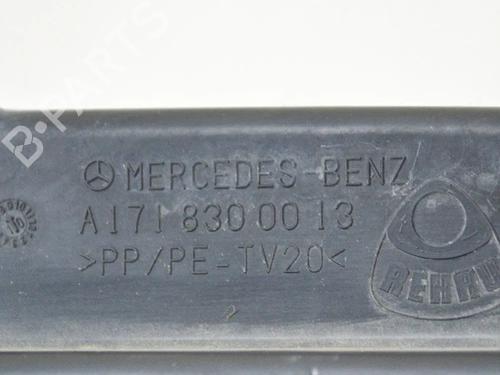 MERCEDES-BENZ
A171 830 00 13
>PP/PE-TV20<
REHAU
B-PARTS